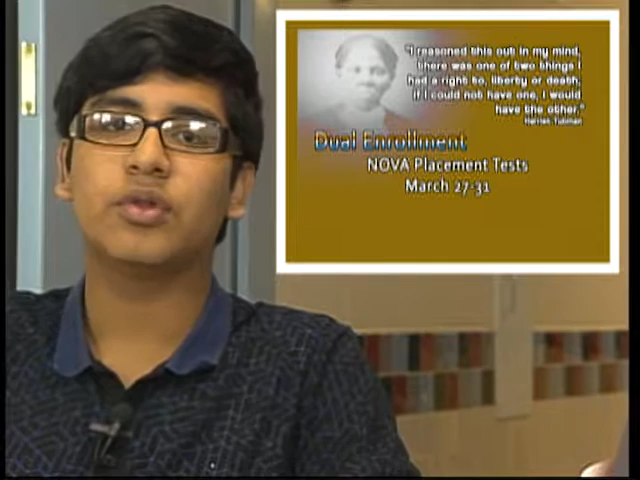 "I reasoned this out in my mind,
there was one of two things I
had a right to, liberty or death,
if I could not have one, I would
have the other."
Harriet Tubman
Dual Enrollment
NOVA Placement Tests
March 27-31